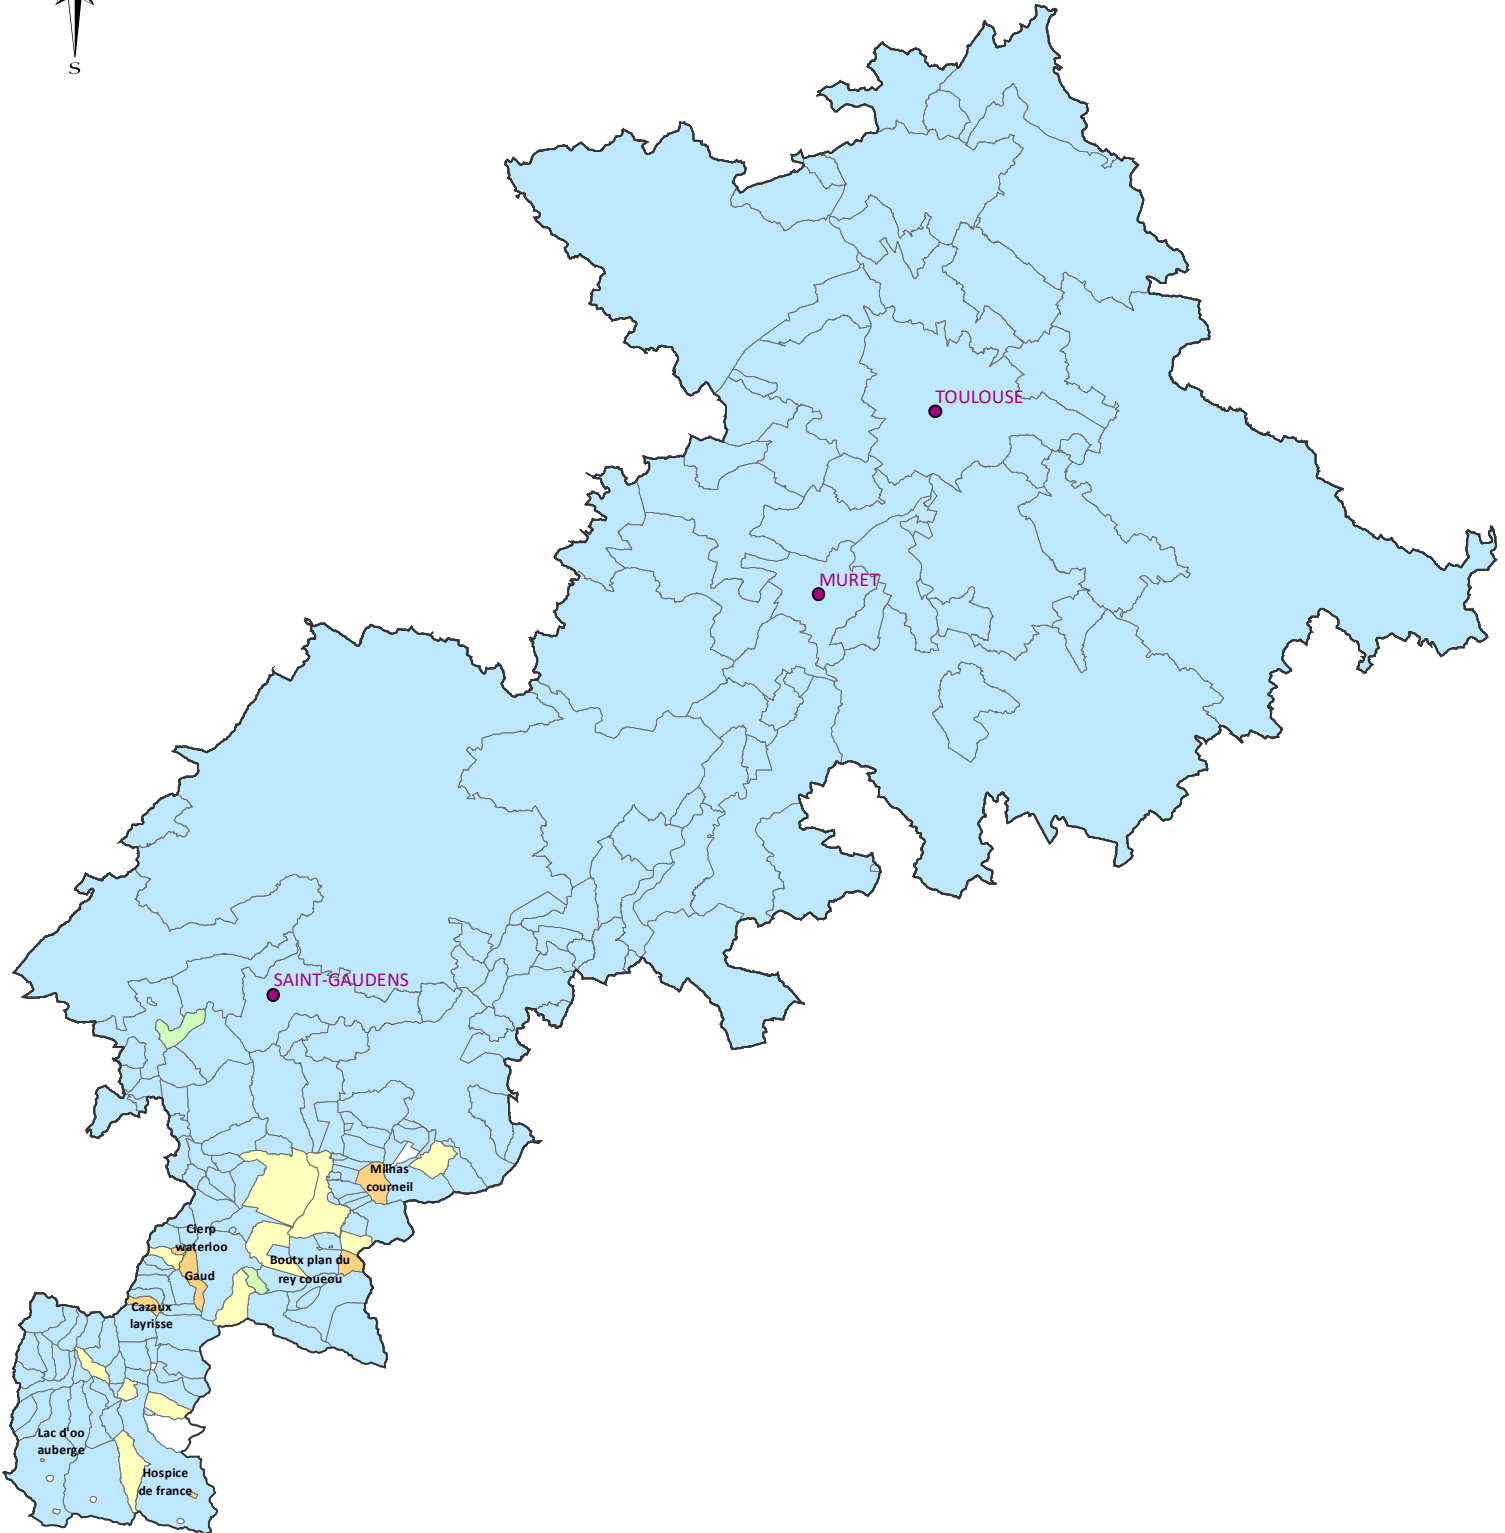 S
TOULOUSE
MURET
SAINT-GAUDENS
Milhas
courneil
Cierp
waterloo
Gaud
Boutx plan du
rey coueou
Cazaux
layrisse
Lac d'oo
auberge
Hospice
de france